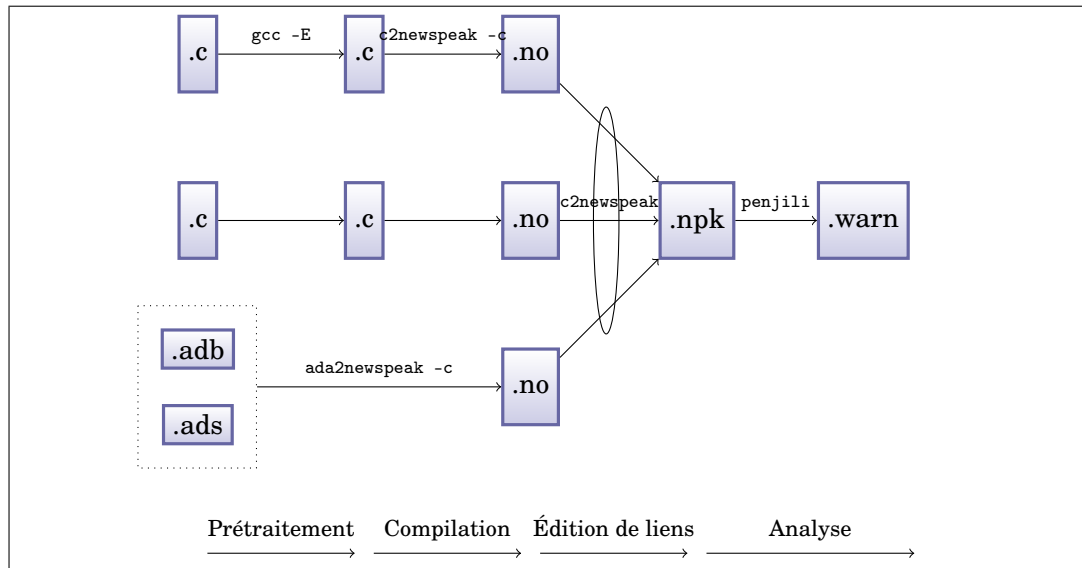 gcc -E
c2newspeak -c
.c
.c
.no
c2newspeak
penjili
.c
.c
.no
.npk
.warn
.adb
ada2newspeak -c
.no
.ads
Prétraitement
Compilation
Édition de liens
Analyse